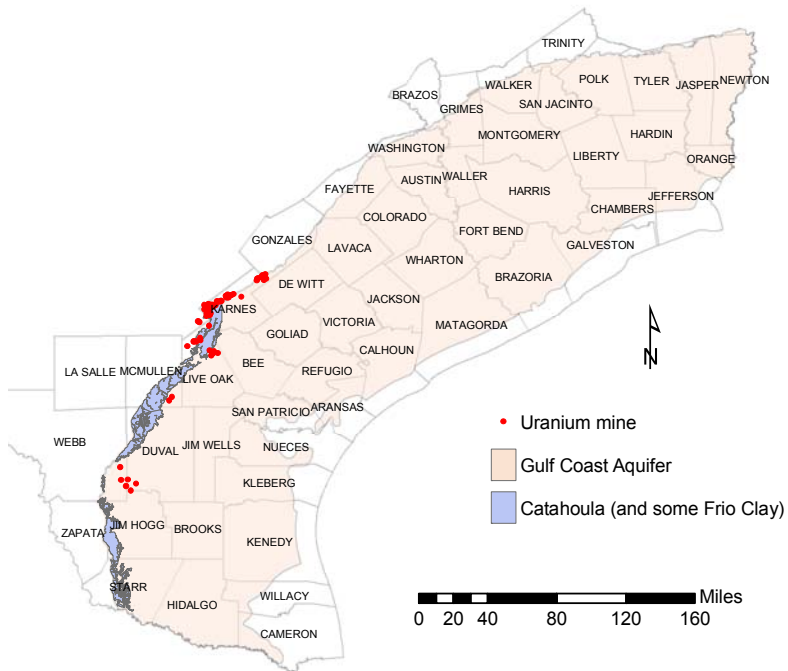 TRINITY
BRAZOS
WALKER
POLK
TYLER
JASPER
NEWTON
GRIMES
SAN JACINTO
MONTGOMERY
HARDIN
WASHINGTON
LIBERTY
ORANGE
AUSTIN
WALLER
FAYETTE
HARRIS
JEFFERSON
CHAMBERS
COLORADO
FORT BEND
GALVESTON
GONZALES
LAVACA
WHARTON
BRAZORIA
DE WITT
JACKSON
KARNES
VICTORIA
MATAGORDA
GOLIAD
CALHOUN
BEE
REFUGIO
LA SALLE
MCMULLEN
LIVE OAK
ARANSAS
SAN PATRICIO
WEBB
DUVAL
JIM WELLS
NUECES
KLEBERG
ZAPATA
JIM HOGG
BROOKS
KENEDY
STARR
HIDALGO
WILLACY
CAMERON
N
Uranium mine
Gulf Coast Aquifer
Catahoula (and some Frio Clay)
Miles
0 20 40 80 120 160